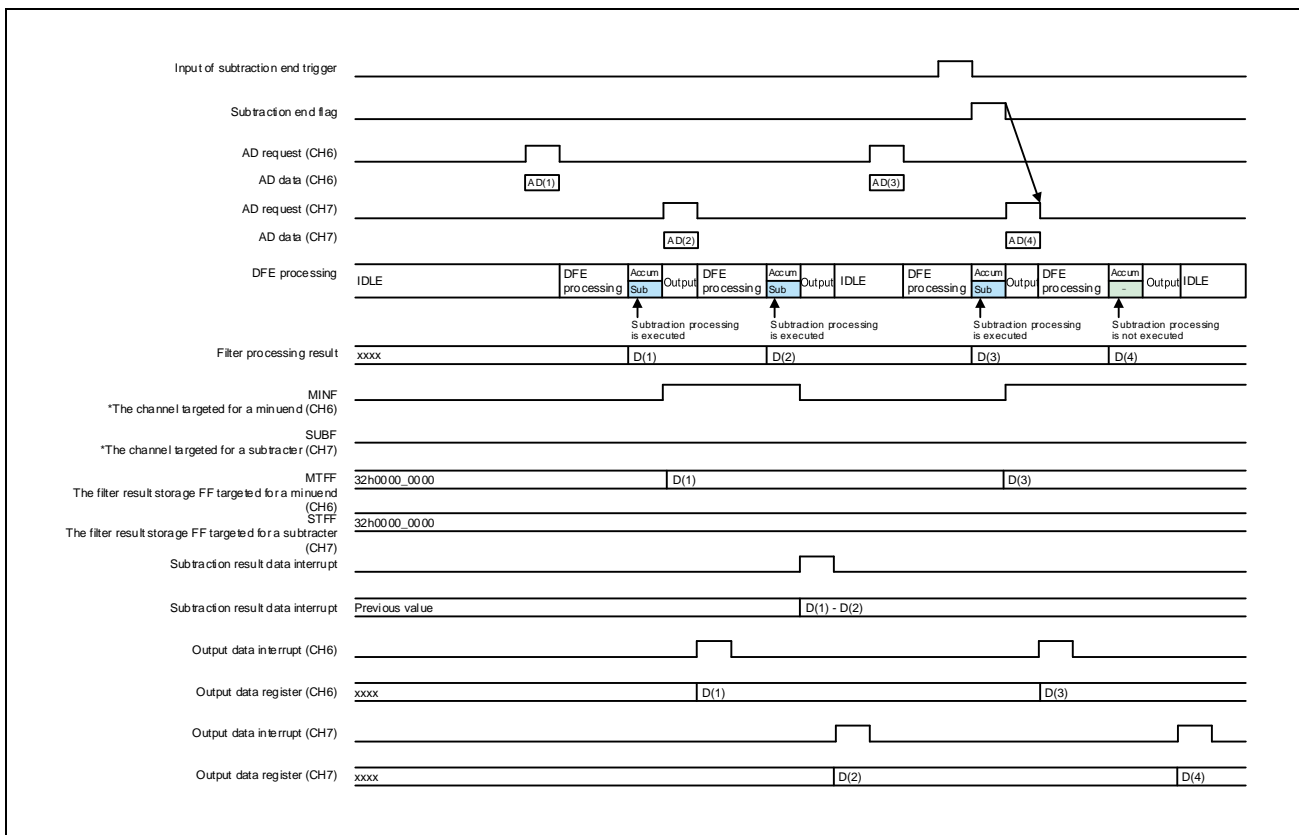 Input of subtraction end trigger
Subtraction end flag
AD request (CH6)
AD data (CH6) AD(1) AD(3)
AD request (CH7)
AD data (CH7) AD(2) AD(4)
DFE processing IDLE DFE processing Accum Sub Output DFE processing Accum Sub Output IDLE DFE processing Accum Sub Output DFE processing Accum - Output IDLE
Subtraction processing is executed
Subtraction processing is executed
Subtraction processing is executed
Subtraction processing is not executed
Filter processing result xxxx D(1) D(2) D(3) D(4)
MINF
*The channel targeted for a minuend (CH6)
SUBF
*The channel targeted for a subtracter (CH7)
MTFF 32h0000_0000 D(1) D(3)
The filter result storage FF targeted for a minuend
(CH6)
STFF 32h0000_0000
The filter result storage FF targeted for a subtracter
(CH7)
Subtraction result data interrupt
Subtraction result data interrupt Previous value D(1) - D(2)
Output data interrupt (CH6)
Output data register (CH6) xxxx D(1) D(3)
Output data interrupt (CH7)
Output data register (CH7) xxxx D(2) D(4)